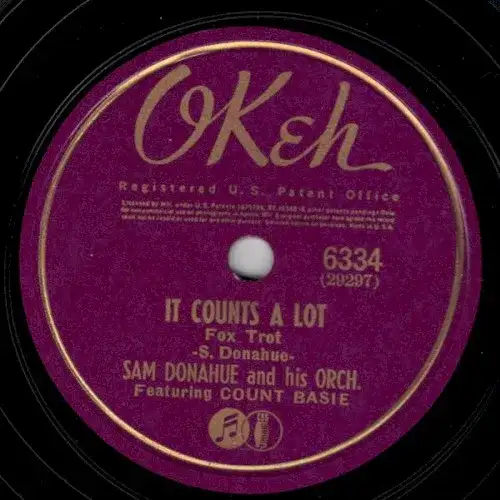 OKeh
Registered U. S. Patent Office
6334
(29297)
IT COUNTS A LOT
Fox Trot
-S. Donahue-
SAM DONAHUE and his ORCH.
Featuring COUNT BASIE